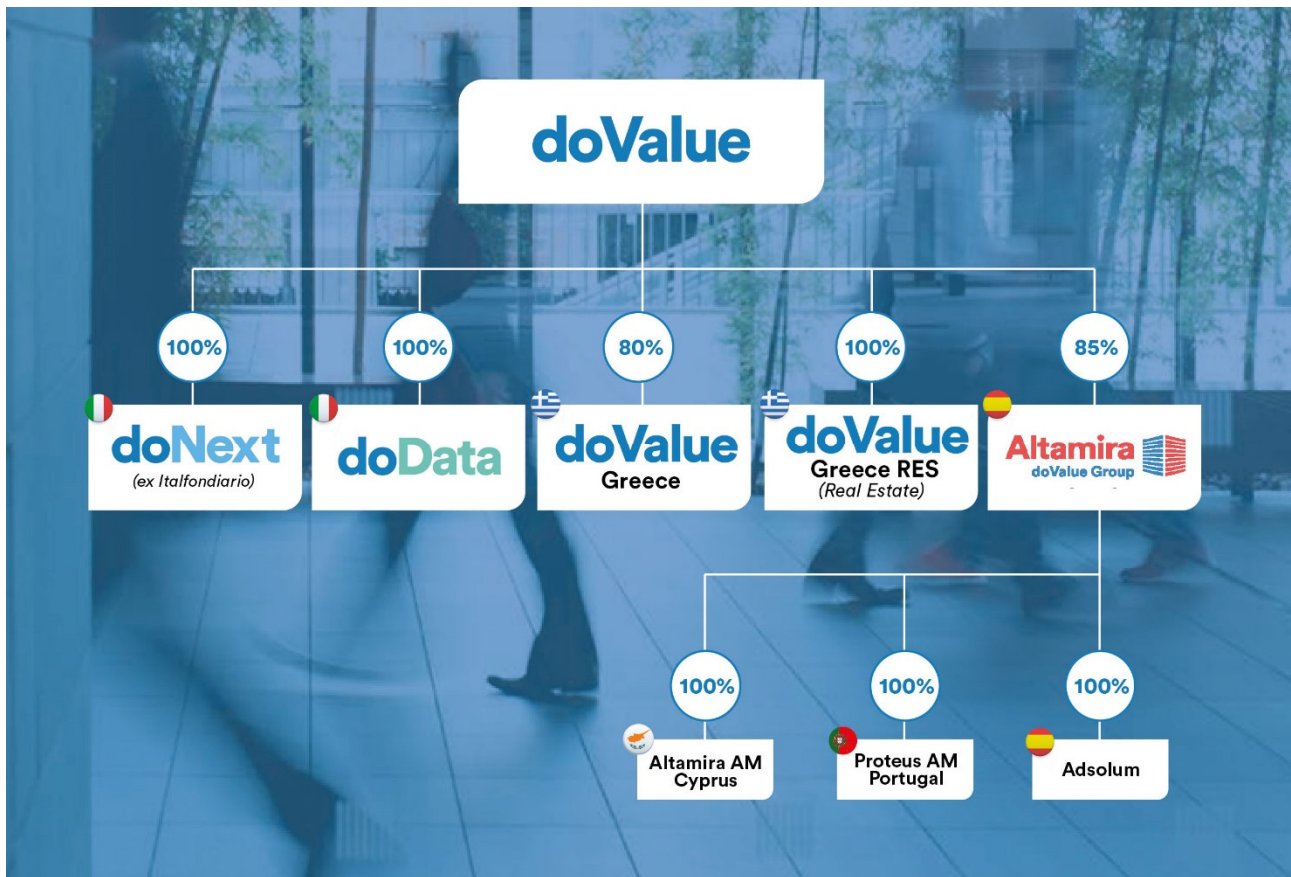 doValue
100%
100%
80%
100%
85%
doNext
(ex Italfondiario)
doData
doValue
Greece
doValue
Greece RES
(Real Estate)
Altamira
doValue Group
100%
100%
100%
Altamira AM
Cyprus
Proteus AM
Portugal
Adsolum